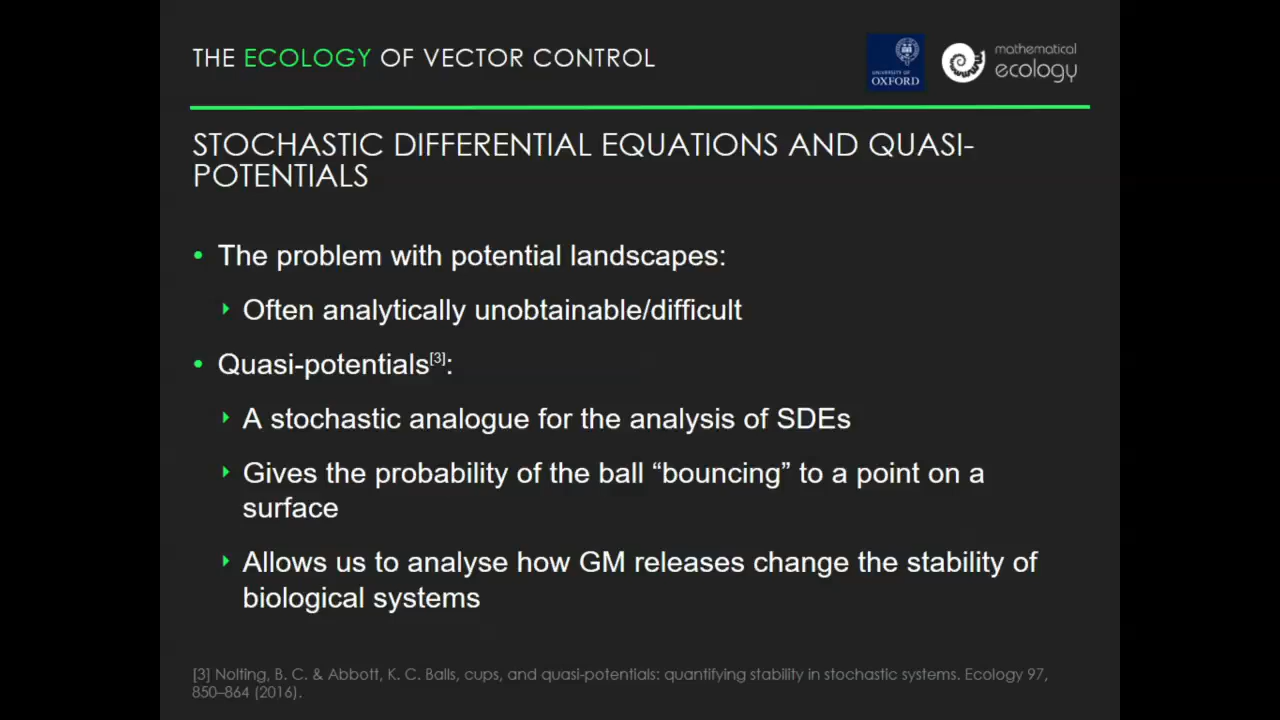 THE ECOLOGY OF VECTOR CONTROL
UNIVERSITY OF
OXFORD
mathematical
ecology
STOCHASTIC DIFFERENTIAL EQUATIONS AND QUASI-
POTENTIALS
• The problem with potential landscapes:
‣ Often analytically unobtainable/difficult
• Quasi-potentials[3]:
‣ A stochastic analogue for the analysis of SDEs
‣ Gives the probability of the ball “bouncing” to a point on a
surface
‣ Allows us to analyse how GM releases change the stability of
biological systems
[3] Nolting, B. C. & Abbott, K. C. Balls, cups, and quasi-potentials: quantifying stability in stochastic systems. Ecology 97,
850–864 (2016).